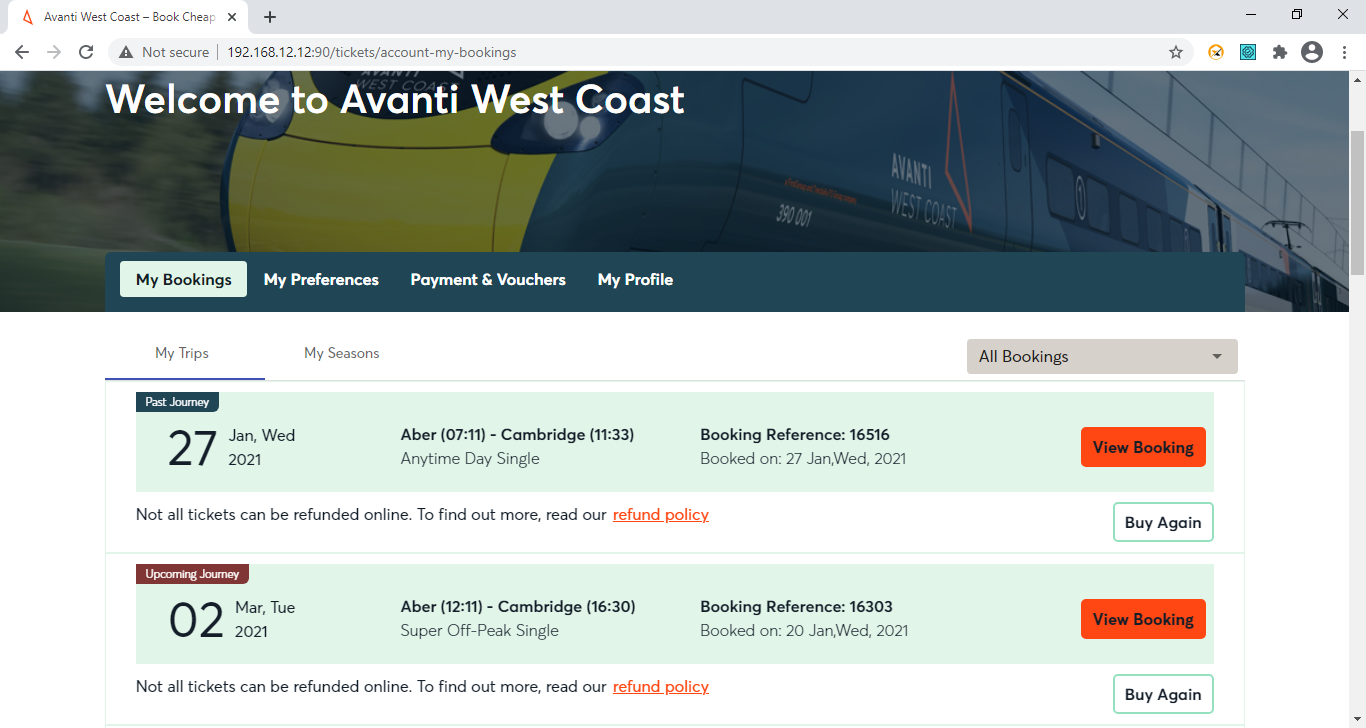 Avanti West Coast – Book Cheap
Not secure
192.168.12.12:90/tickets/account-my-bookings
AVANTI
WEST COAST
Welcome to Avanti West Coast
AVANTI
WEST COAST
390 001
My Bookings
My Preferences
Payment & Vouchers
My Profile
My Trips
My Seasons
All Bookings
Past Journey
27
Jan, Wed
2021
Aber (07:11) - Cambridge (11:33)
Anytime Day Single
Booking Reference: 16516
Booked on: 27 Jan,Wed, 2021
View Booking
Not all tickets can be refunded online. To find out more, read our refund policy
Buy Again
Upcoming Journey
02
Mar, Tue
2021
Aber (12:11) - Cambridge (16:30)
Super Off-Peak Single
Booking Reference: 16303
Booked on: 20 Jan,Wed, 2021
View Booking
Not all tickets can be refunded online. To find out more, read our refund policy
Buy Again